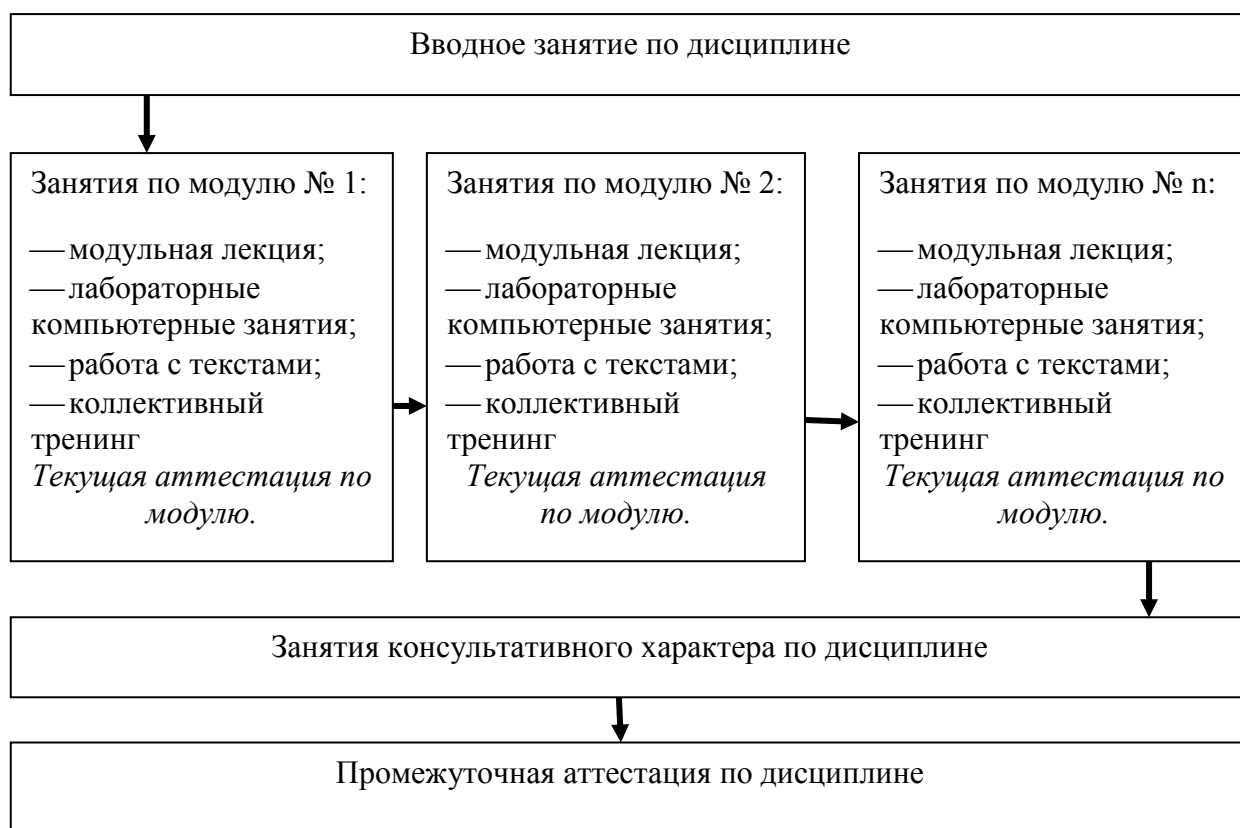 Вводное занятие по дисциплине
Занятия по модулю № 1:
— модульная лекция;
— лабораторные
компьютерные занятия;
— работа с текстами;
— коллективный
тренинг
Текущая аттестация по
модулю.
Занятия по модулю № 2:
— модульная лекция;
— лабораторные
компьютерные занятия;
— работа с текстами;
— коллективный
тренинг
Текущая аттестация
по модулю.
Занятия по модулю № n:
— модульная лекция;
— лабораторные
компьютерные занятия;
— работа с текстами;
— коллективный
тренинг
Текущая аттестация по
модулю.
Занятия консультативного характера по дисциплине
Промежуточная аттестация по дисциплине